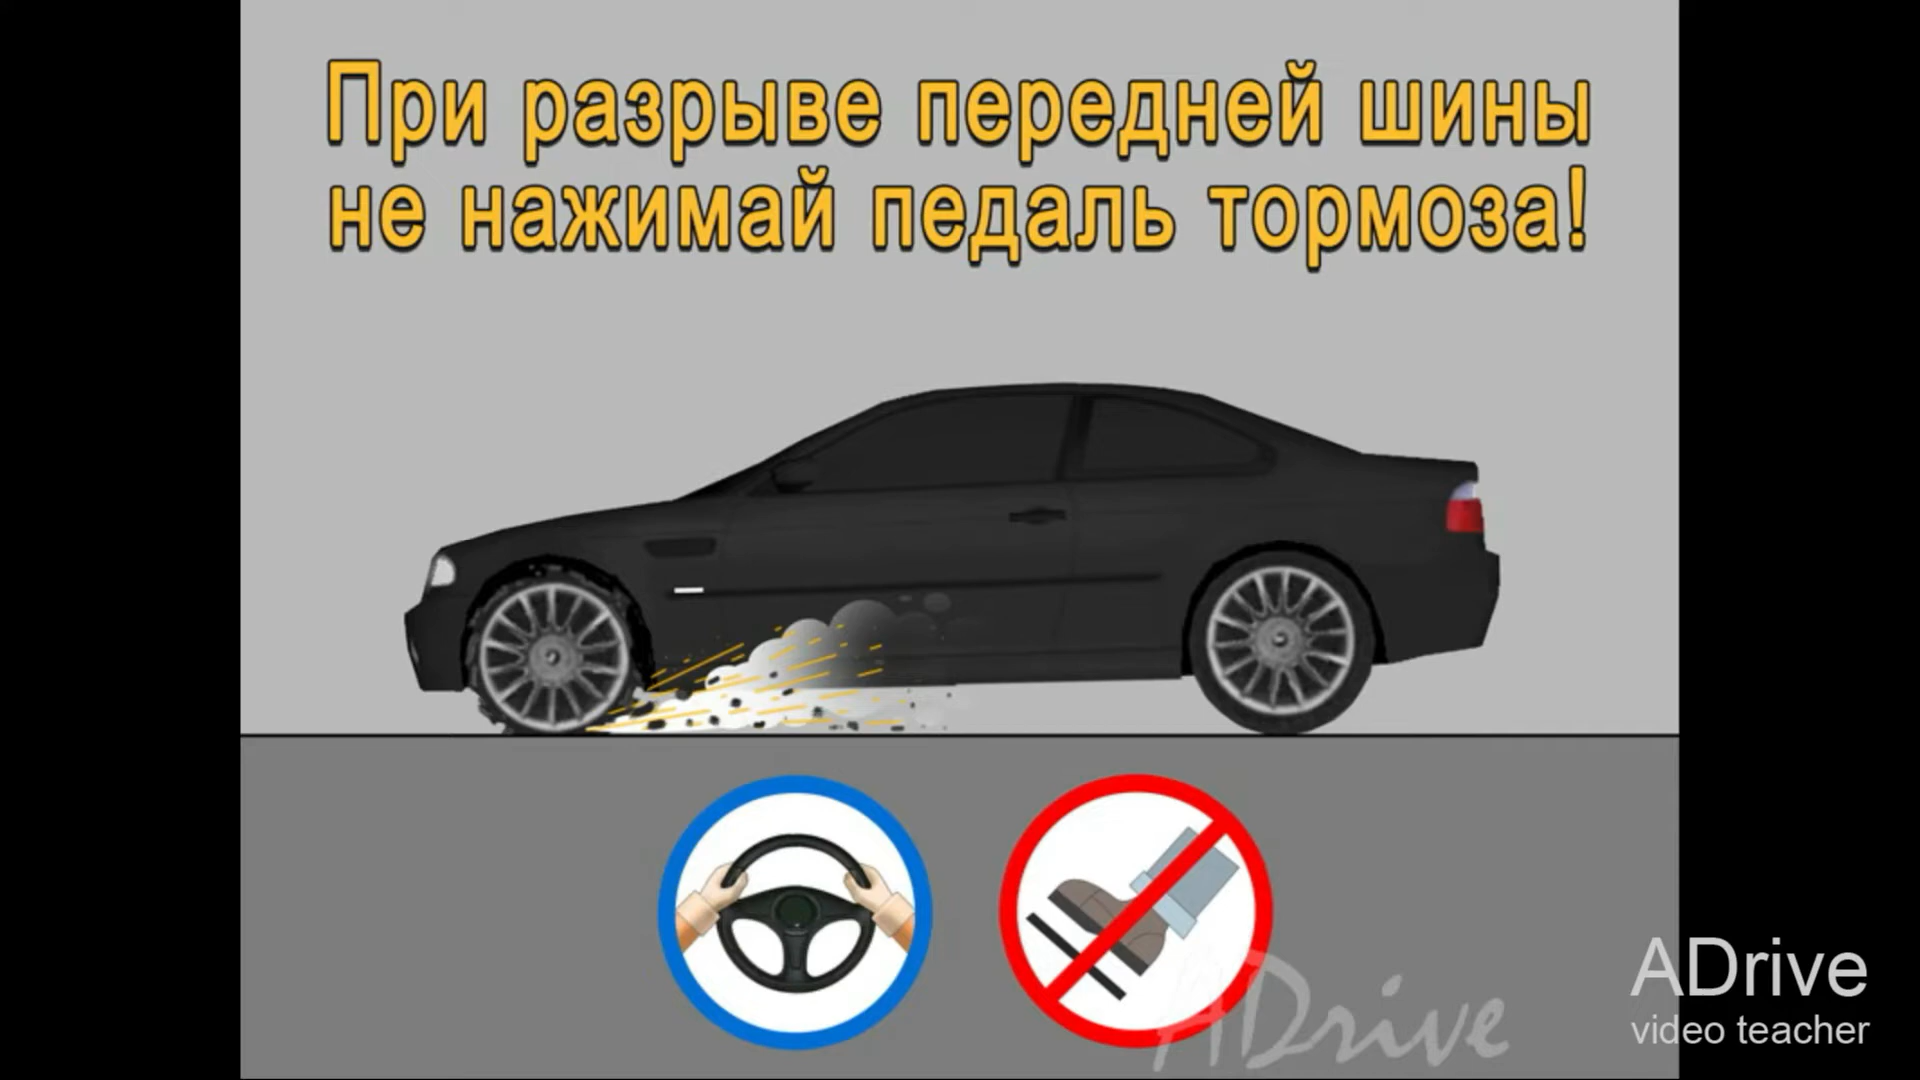 При разрыве передней шины
не нажимай педаль тормоза!
ADrive
ADrive
video teacher